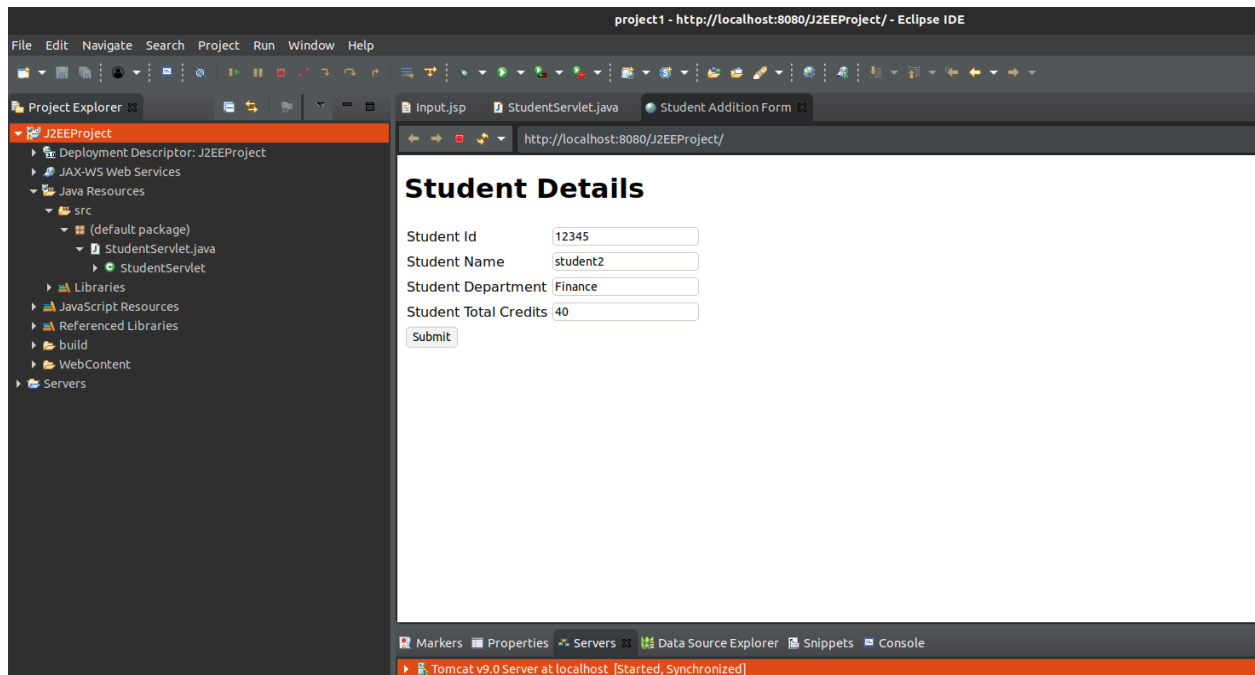 project1 - http://localhost:8080/J2EEProject/ - Eclipse IDE
File Edit Navigate Search Project Run Window Help
Project Explorer
J2EEProject
Deployment Descriptor: J2EEProject
JAX-WS Web Services
Java Resources
src
(default package)
StudentServlet.java
StudentServlet
Libraries
JavaScript Resources
Referenced Libraries
build
WebContent
Servers
Input.jsp StudentServlet.java Student Addition Form
http://localhost:8080/J2EEProject/
Student Details
Student Id 12345
Student Name student2
Student Department Finance
Student Total Credits 40
Submit
Markers Properties Servers Data Source Explorer Snippets Console
Tomcat v9.0 Server at localhost [Started, Synchronized]